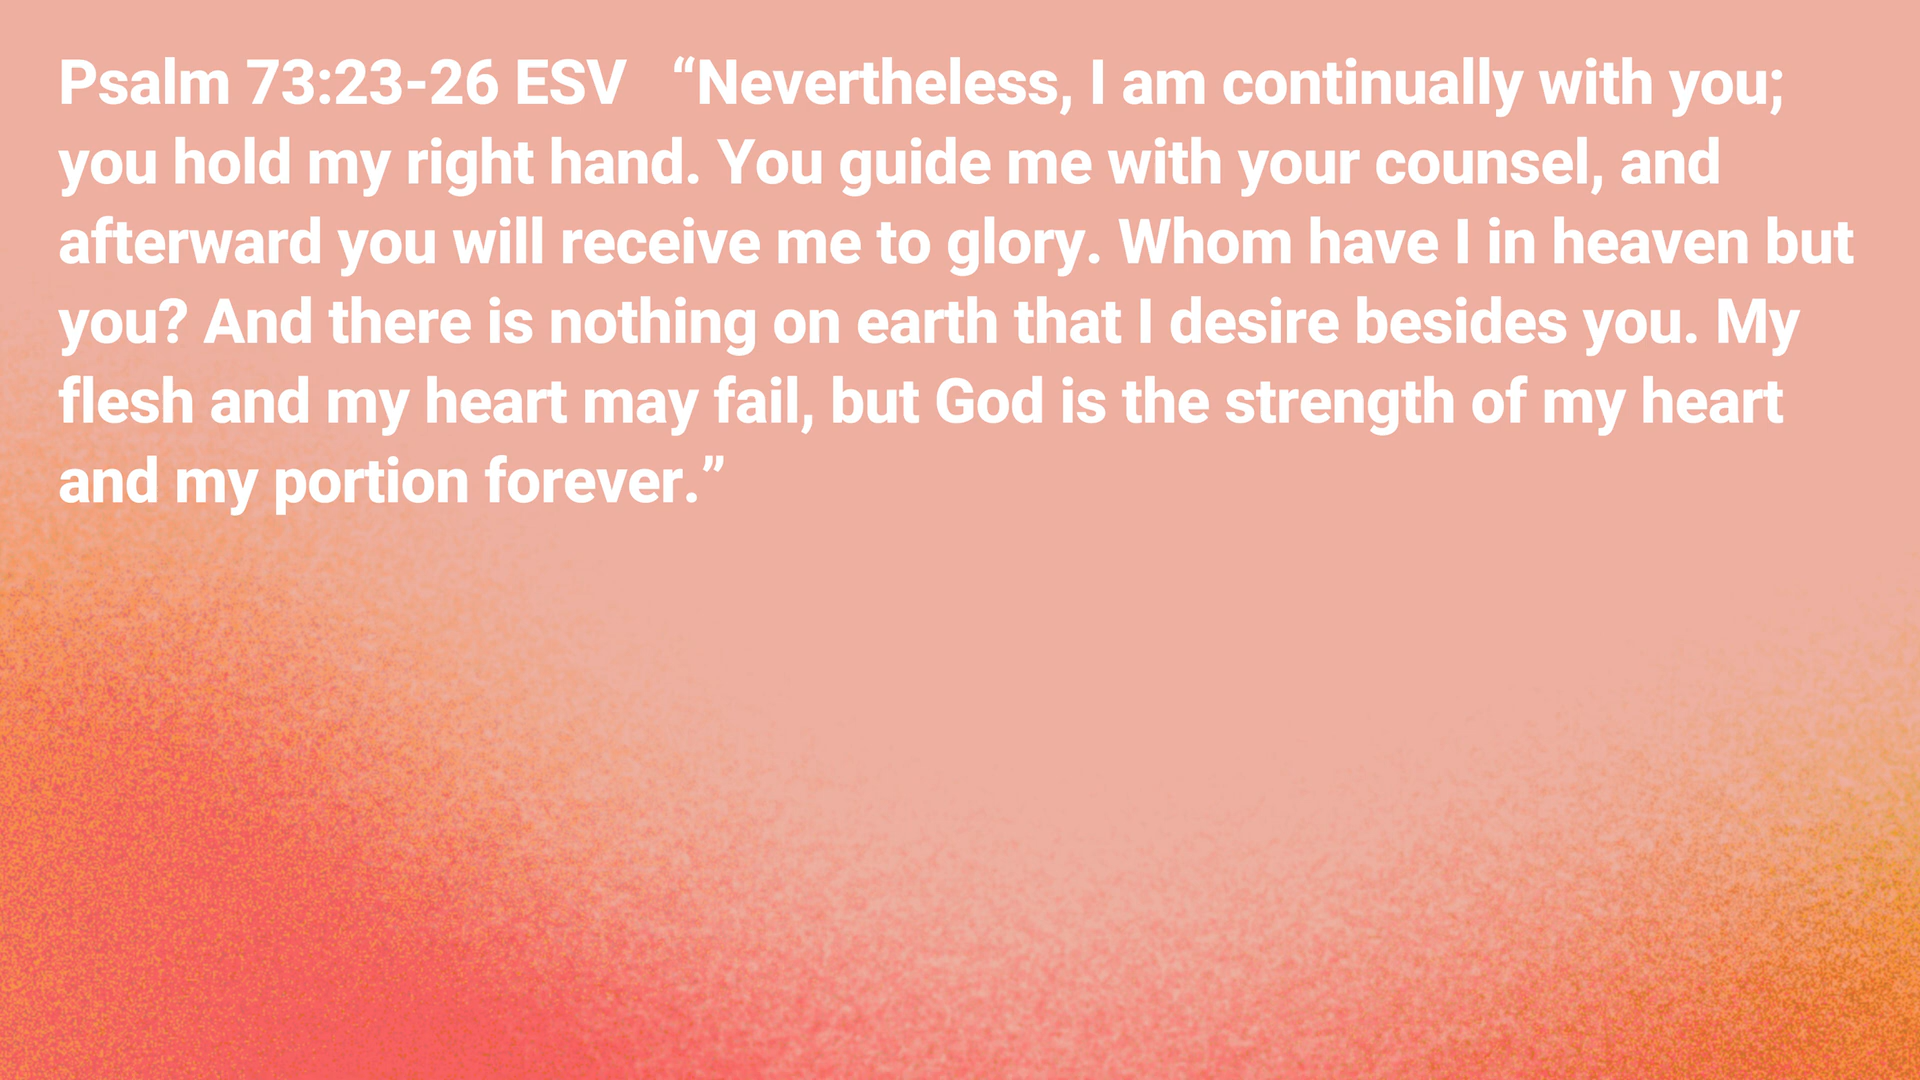 Psalm 73:23-26 ESV “Nevertheless, I am continually with you;
you hold my right hand. You guide me with your counsel, and
afterward you will receive me to glory. Whom have I in heaven but
you? And there is nothing on earth that I desire besides you. My
flesh and my heart may fail, but God is the strength of my heart
and my portion forever.”